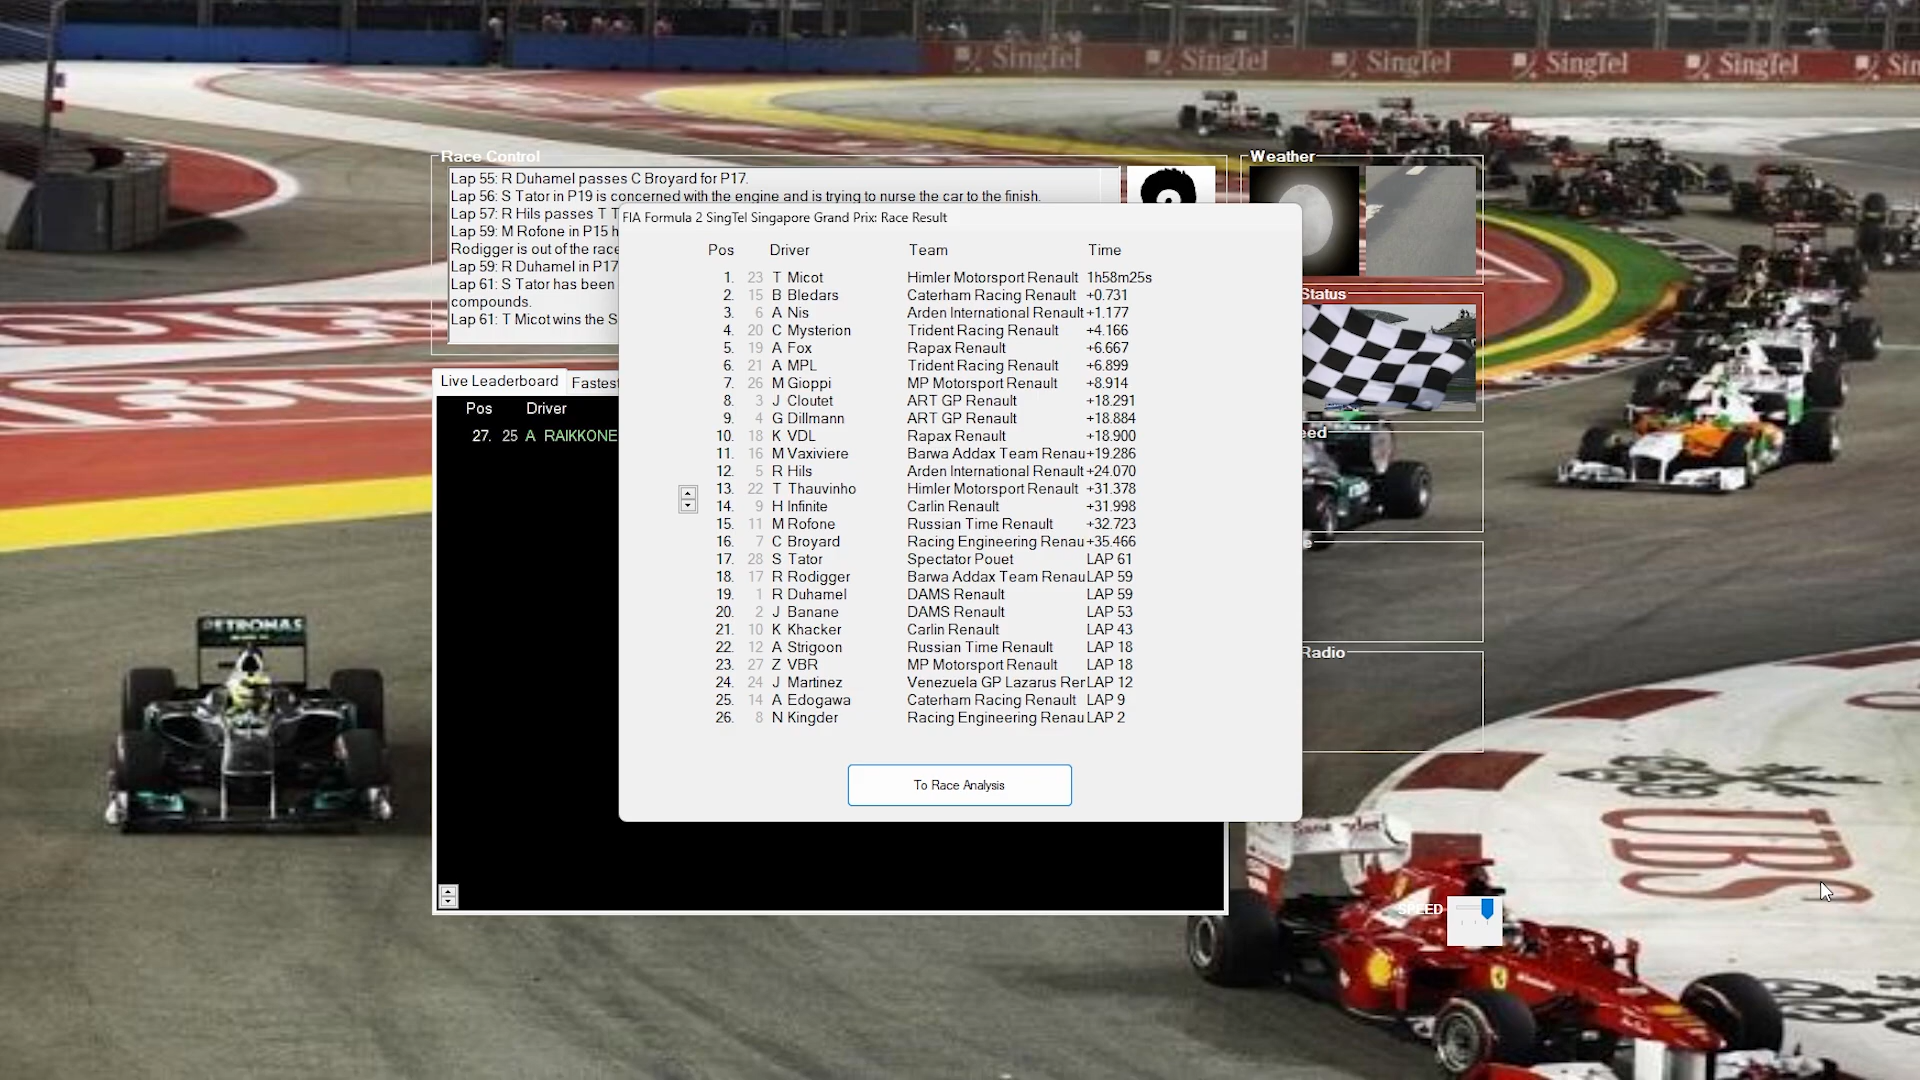 SingTel SingTel SingTel SingTel SingTel
Race Control
Lap 55: R Duhamel passes C Broyard for P17.
Lap 56: S Tator in P19 is concerned with the engine and is trying to nurse the car to the finish.
Lap 57: R Hils passes T T
Lap 59: M Rofone in P15 h
Rodigger is out of the race
Lap 59: R Duhamel in P17
Lap 61: S Tator has been
compounds.
Lap 61: T Micot wins the S
Weather
Status
eed
e
Radio
Live Leaderboard Fastest
Pos Driver
27. 25 A RAIKKONE
FIA Formula 2 SingTel Singapore Grand Prix: Race Result
Pos Driver Team Time
1. 23 T Micot Himler Motorsport Renault 1h58m25s
2. 15 B Bledars Caterham Racing Renault +0.731
3. 6 A Nis Arden International Renault +1.177
4. 20 C Mysterion Trident Racing Renault +4.166
5. 19 A Fox Rapax Renault +6.667
6. 21 A MPL Trident Racing Renault +6.899
7. 26 M Gioppi MP Motorsport Renault +8.914
8. 3 J Cloutet ART GP Renault +18.291
9. 4 G Dillmann ART GP Renault +18.884
10. 18 K VDL Rapax Renault +18.900
11. 16 M Vaxiviere Barwa Addax Team Renau +19.286
12. 5 R Hils Arden International Renault +24.070
13. 22 T Thauvinho Himler Motorsport Renault +31.378
14. 9 H Infinite Carlin Renault +31.998
15. 11 M Rofone Russian Time Renault +32.723
16. 7 C Broyard Racing Engineering Renau +35.466
17. 28 S Tator Spectator Pouet LAP 61
18. 17 R Rodigger Barwa Addax Team Renau LAP 59
19. 1 R Duhamel DAMS Renault LAP 59
20. 2 J Banane DAMS Renault LAP 53
21. 10 K Khacker Carlin Renault LAP 43
22. 12 A Strigoon Russian Time Renault LAP 18
23. 27 Z VBR MP Motorsport Renault LAP 18
24. 24 J Martinez Venezuela GP Lazarus Rer LAP 12
25. 14 A Edogawa Caterham Racing Renault LAP 9
26. 8 N Kingder Racing Engineering Renau LAP 2
To Race Analysis
PETRONAS
UBS
SPEED